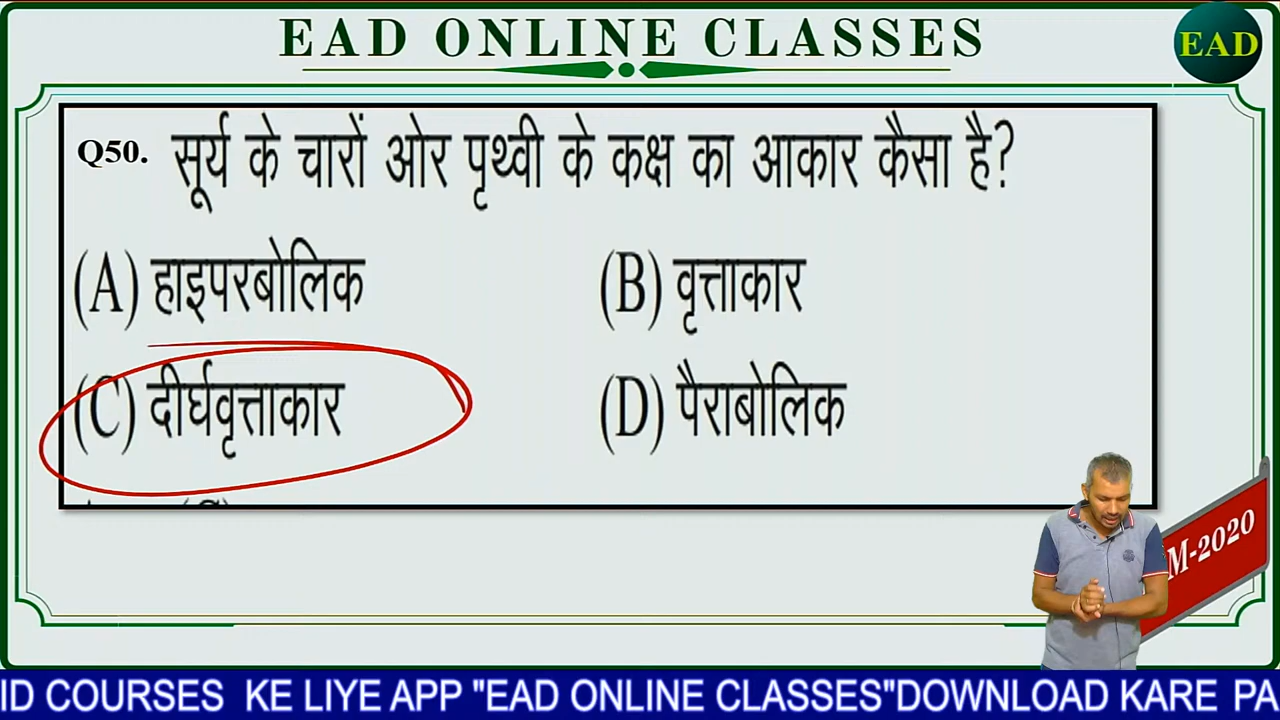 EAD ONLINE CLASSES
EAD
Q50. सूर्य के चारों ओर पृथ्वी के कक्ष का आकार कैसा है?
(A) हाइपरबोलिक (B) वृत्ताकार
(C) दीर्घवृत्ताकार (D) पैराबोलिक
M-2020
ID COURSES KE LIYE APP "EAD ONLINE CLASSES"DOWNLOAD KARE PA